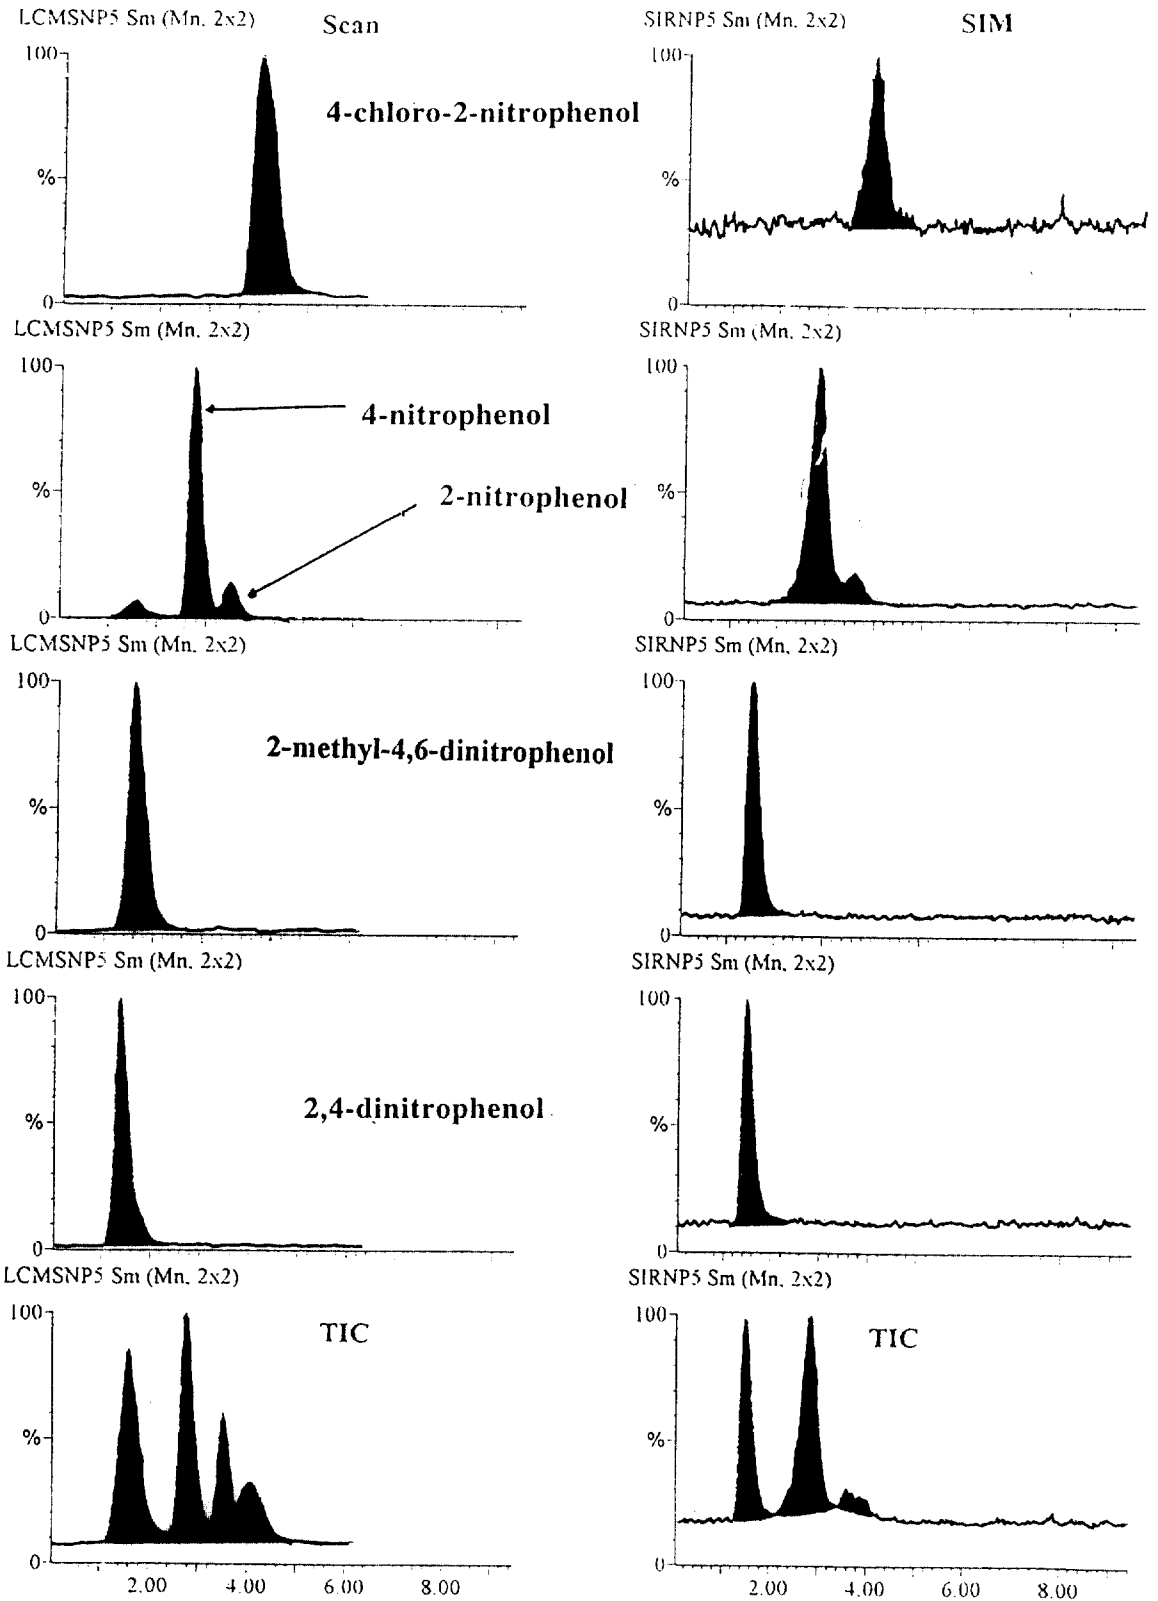 LCMSNP5 Sm (Mn, 2x2) Scan SIRNP5 Sm (Mn, 2x2) SIM
100 100
4-chloro-2-nitrophenol
% %
0 0
LCMSNP5 Sm (Mn, 2x2) SIRNP5 Sm (Mn, 2x2)
100 100
4-nitrophenol
% 2-nitrophenol %
0 0
LCMSNP5 Sm (Mn, 2x2) SIRNP5 Sm (Mn, 2x2)
100 100
2-methyl-4,6-dinitrophenol
% %
0 0
LCMSNP5 Sm (Mn, 2x2) SIRNP5 Sm (Mn, 2x2)
100 100
2,4-dinitrophenol
% %
0 0
LCMSNP5 Sm (Mn, 2x2) SIRNP5 Sm (Mn, 2x2)
100 100
TIC TIC
% %
0 0
2.00 4.00 6.00 8.00 2.00 4.00 6.00 8.00